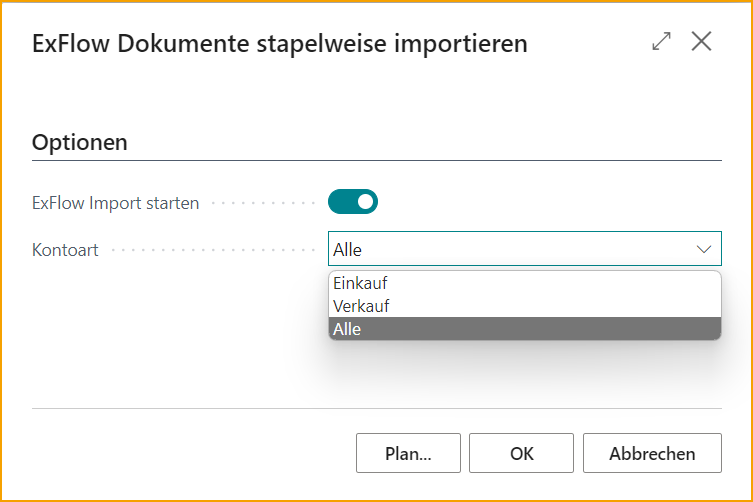 ExFlow Dokumente stapelweise importieren
Optionen
ExFlow Import starten
Kontoart
Alle
Einkauf
Verkauf
Alle
Plan...
OK
Abbrechen